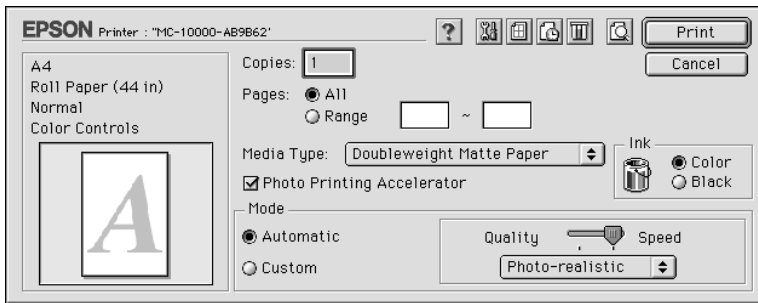 EPSON Printer : "MC-10000-AB9B62'
?
Print
Cancel
A4
Roll Paper (44 in)
Normal
Color Controls
A
Copies: 1
Pages: All
Range ~
Media Type: Doubleweight Matte Paper
Photo Printing Accelerator
Ink
Color
Black
Mode
Automatic
Custom
Quality Speed
Photo-realistic